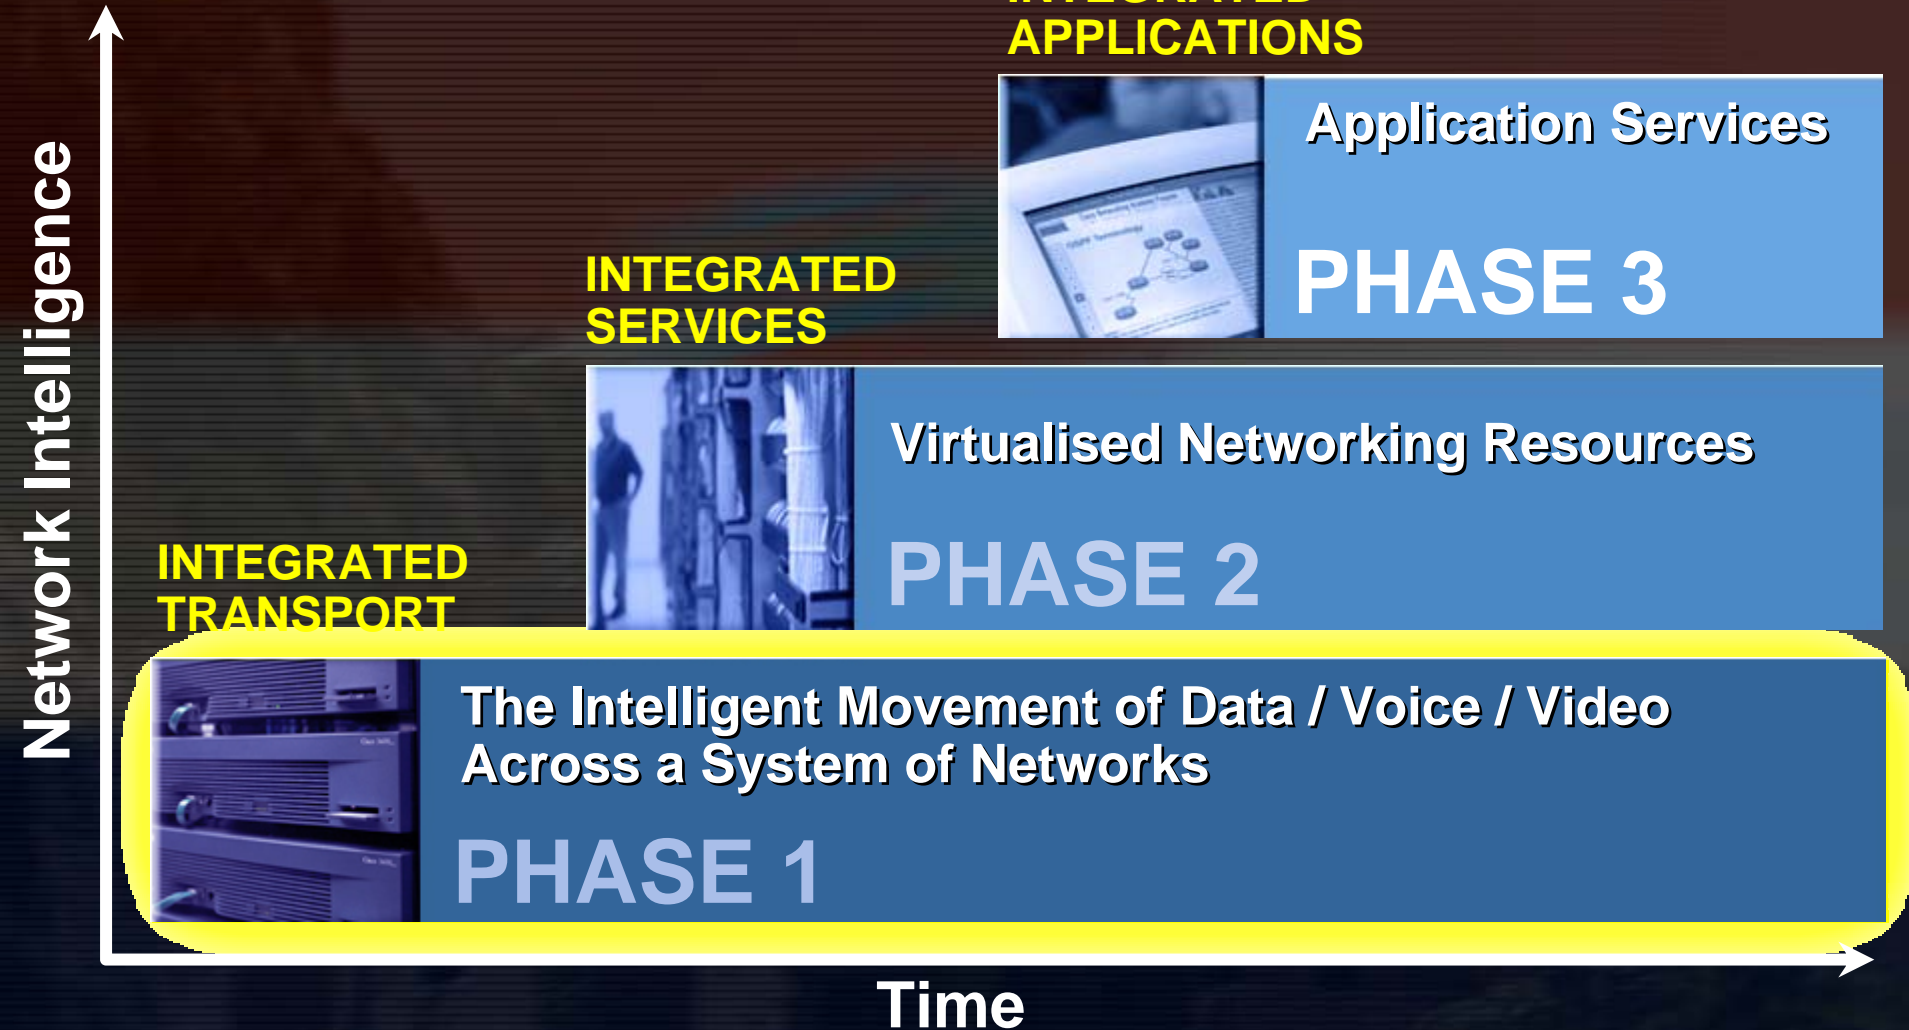 INTEGRATED
APPLICATIONS
Application Services
PHASE 3
INTEGRATED
SERVICES
Virtualised Networking Resources
PHASE 2
INTEGRATED
TRANSPORT
The Intelligent Movement of Data / Voice / Video
Across a System of Networks
PHASE 1
Network Intelligence
Time